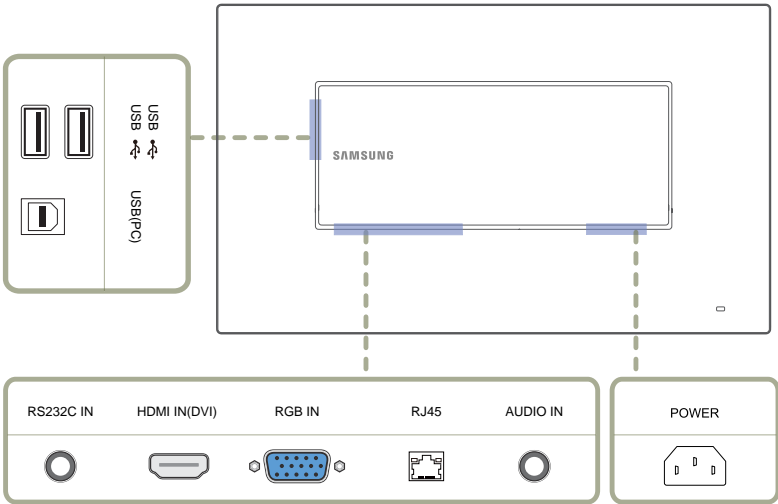 USB
USB
USB(PC)
SAMSUNG
RS232C IN
HDMI IN(DVI)
RGB IN
RJ45
AUDIO IN
POWER